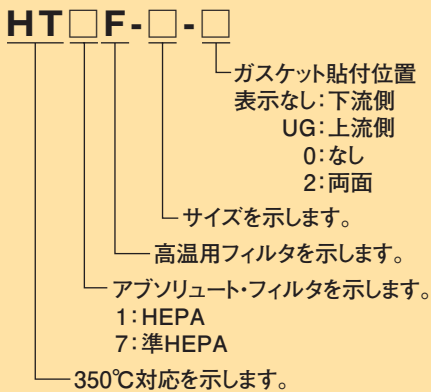 HT□F-□-□
ガスケット貼付位置
表示なし：下流側
UG：上流側
0：なし
2：両面
サイズを示します。
高温用フィルタを示します。
アブソリュート・フィルタを示します。
1：HEPA
7：準HEPA
350℃対応を示します。